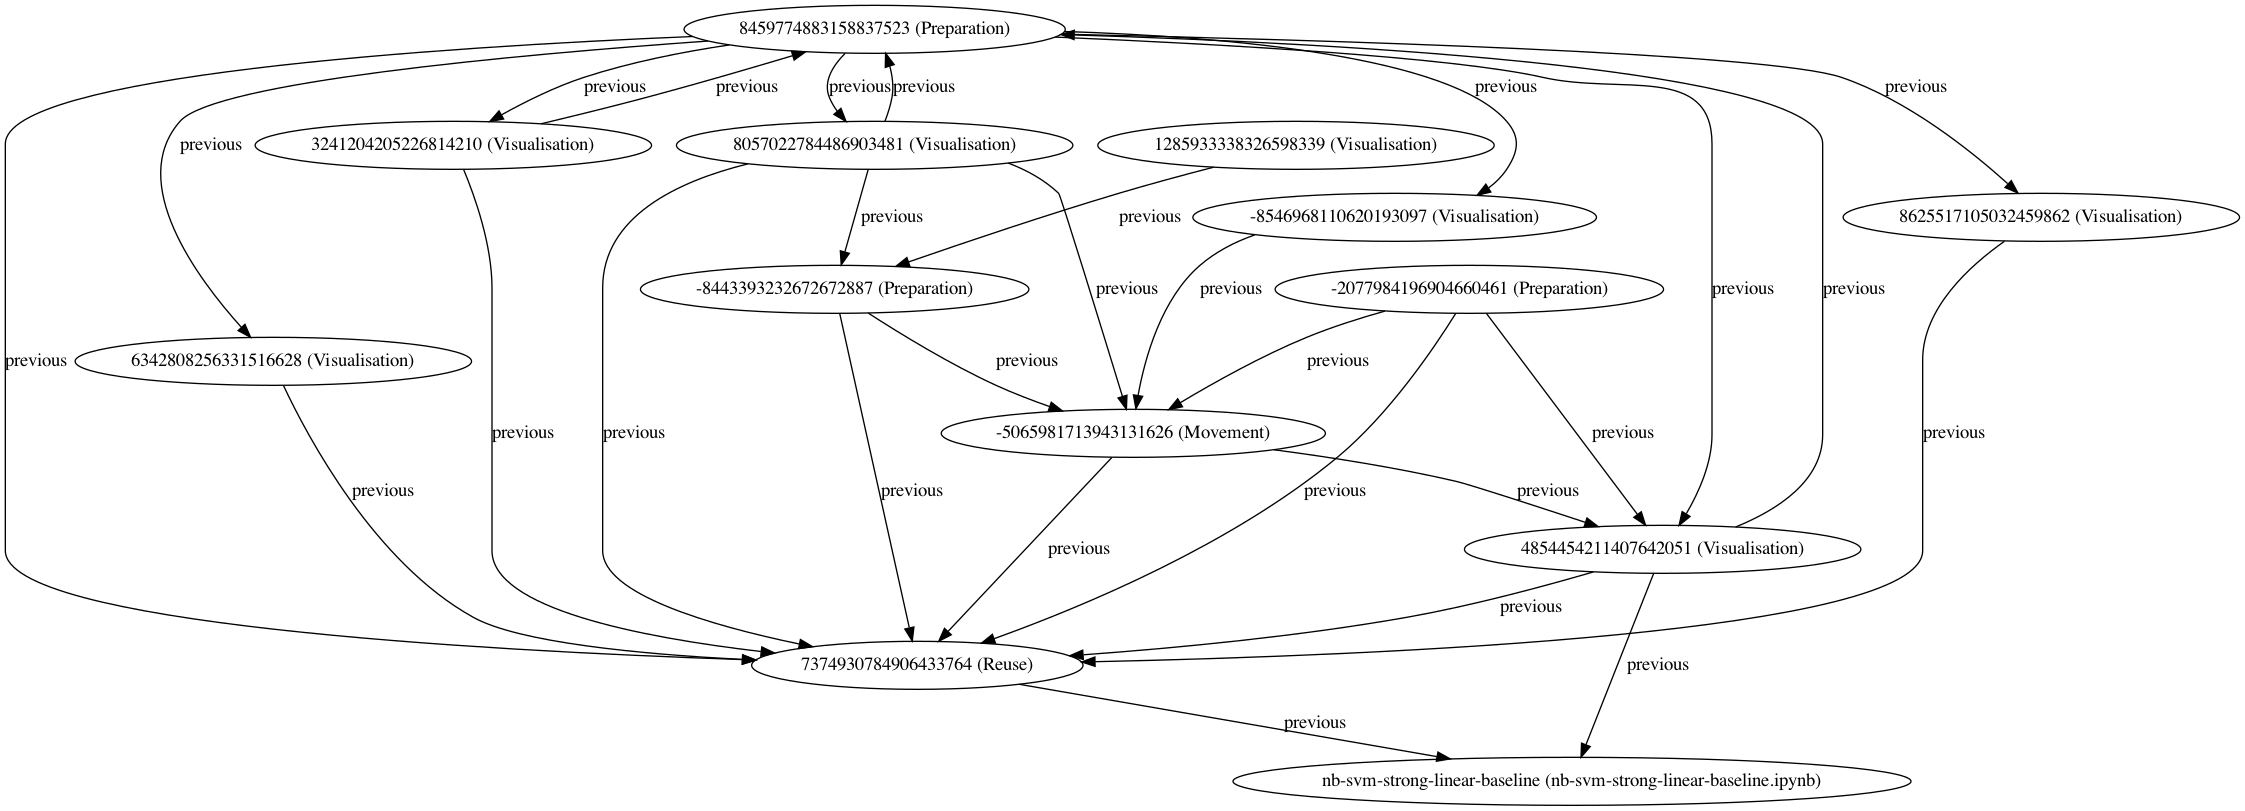 8459774883158837523 (Preparation)
previous
previous
previous
previous
previous
previous
previous
previous
3241204205226814210 (Visualisation)
8057022784486903481 (Visualisation)
1285933338326598339 (Visualisation)
previous
previous
-8546968110620193097 (Visualisation)
8625517105032459862 (Visualisation)
-8443393232672672887 (Preparation)
previous
previous
-2077984196904660461 (Preparation)
previous
previous
previous
6342808256331516628 (Visualisation)
previous
previous
previous
previous
previous
-5065981713943131626 (Movement)
previous
previous
previous
previous
previous
previous
previous
4854454211407642051 (Visualisation)
previous
7374930784906433764 (Reuse)
previous
previous
nb-svm-strong-linear-baseline (nb-svm-strong-linear-baseline.ipynb)